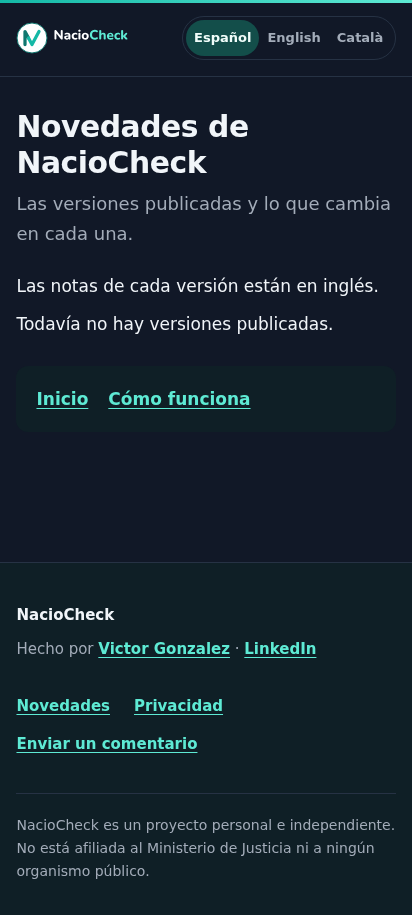 NacioCheck
Español English Català
Novedades de
NacioCheck
Las versiones publicadas y lo que cambia
en cada una.
Las notas de cada versión están en inglés.
Todavía no hay versiones publicadas.
Inicio Cómo funciona
NacioCheck
Hecho por Victor Gonzalez · LinkedIn
Novedades Privacidad
Enviar un comentario
NacioCheck es un proyecto personal e independiente.
No está afiliada al Ministerio de Justicia ni a ningún
organismo público.